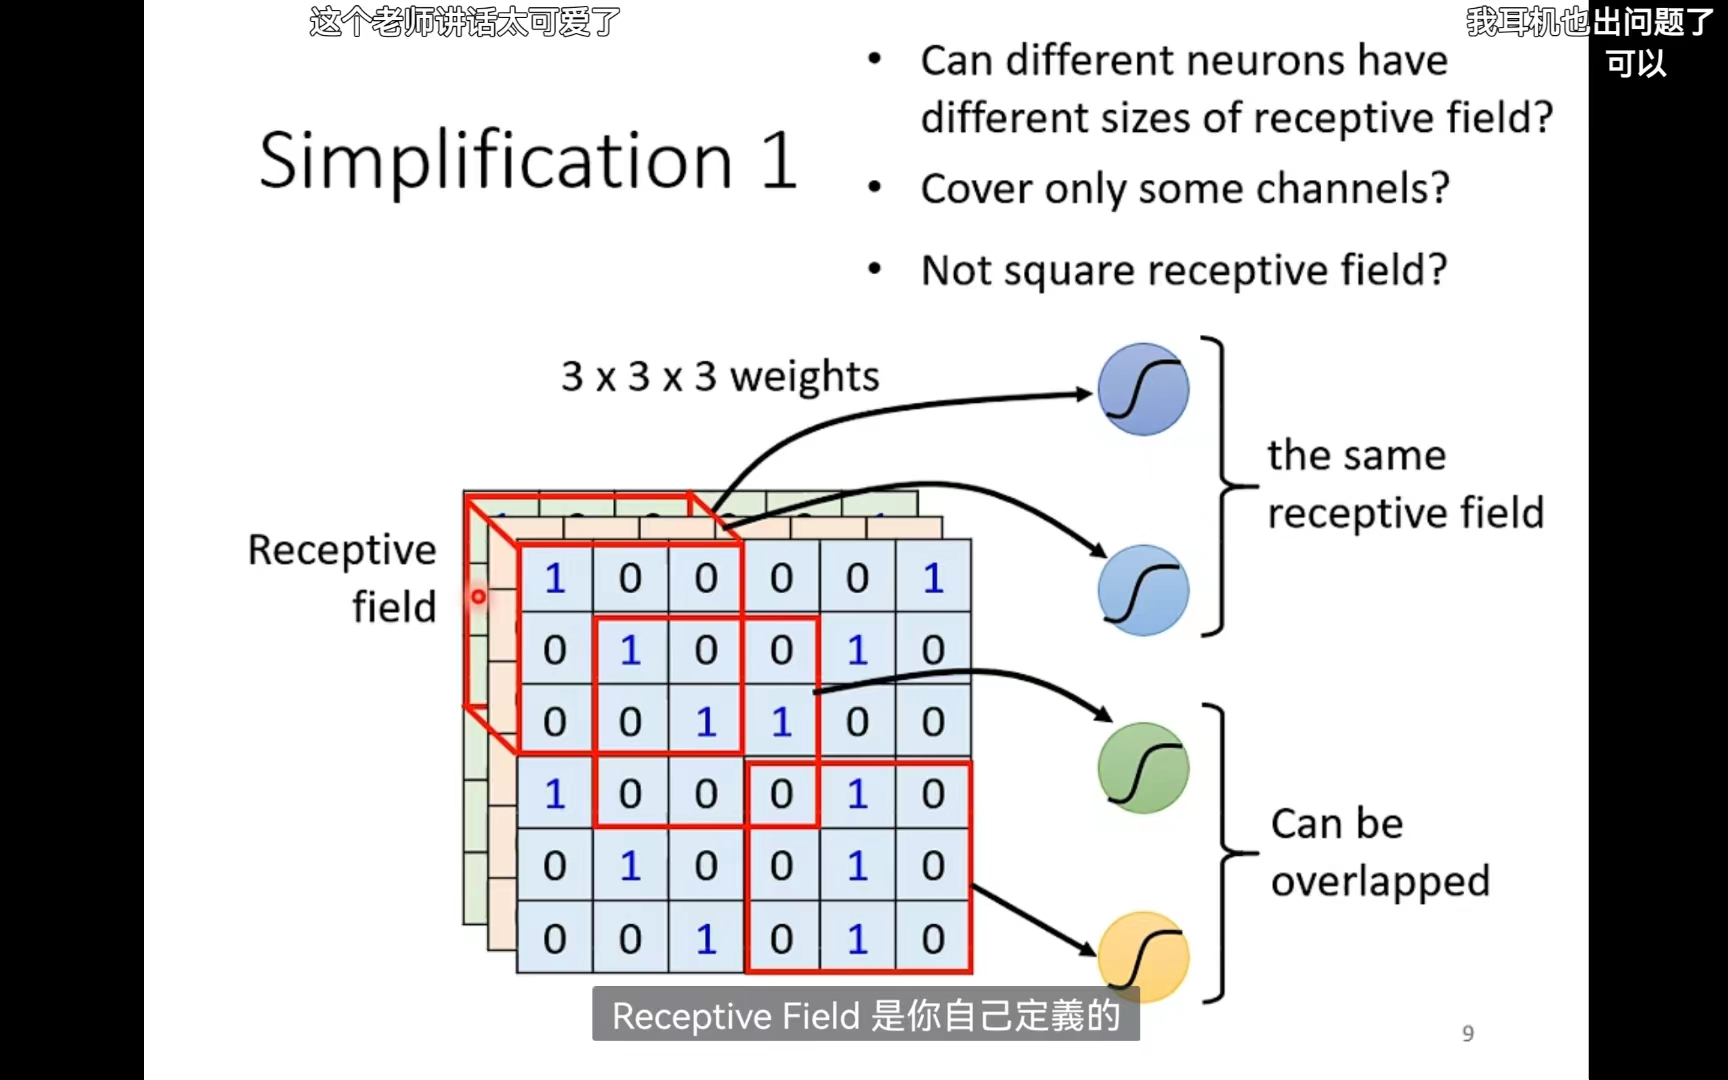 这个老师讲话太可爱了
我耳机也出问题了
可以
Simplification 1
• Can different neurons have
different sizes of receptive field?
• Cover only some channels?
• Not square receptive field?
3 x 3 x 3 weights
the same
receptive field
Receptive
field
1 0 0 0 0 1
0 1 0 0 1 0
0 0 1 1 0 0
1 0 0 0 1 0
0 1 0 0 1 0
0 0 1 0 1 0
Can be
overlapped
Receptive Field 是你自己定義的
9